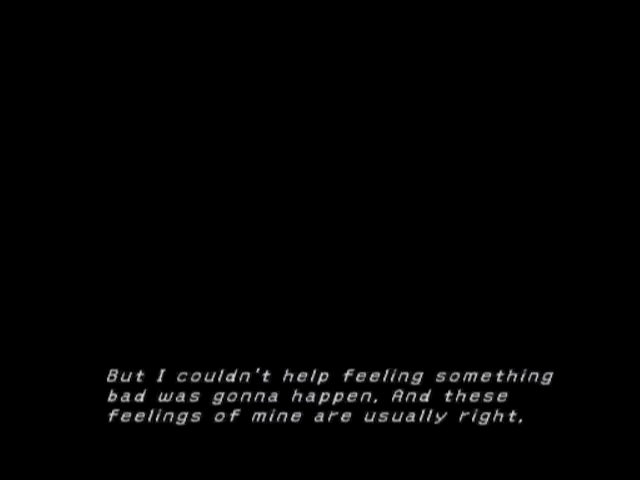 But I couldn't help feeling something
bad was gonna happen. And these
feelings of mine are usually right.